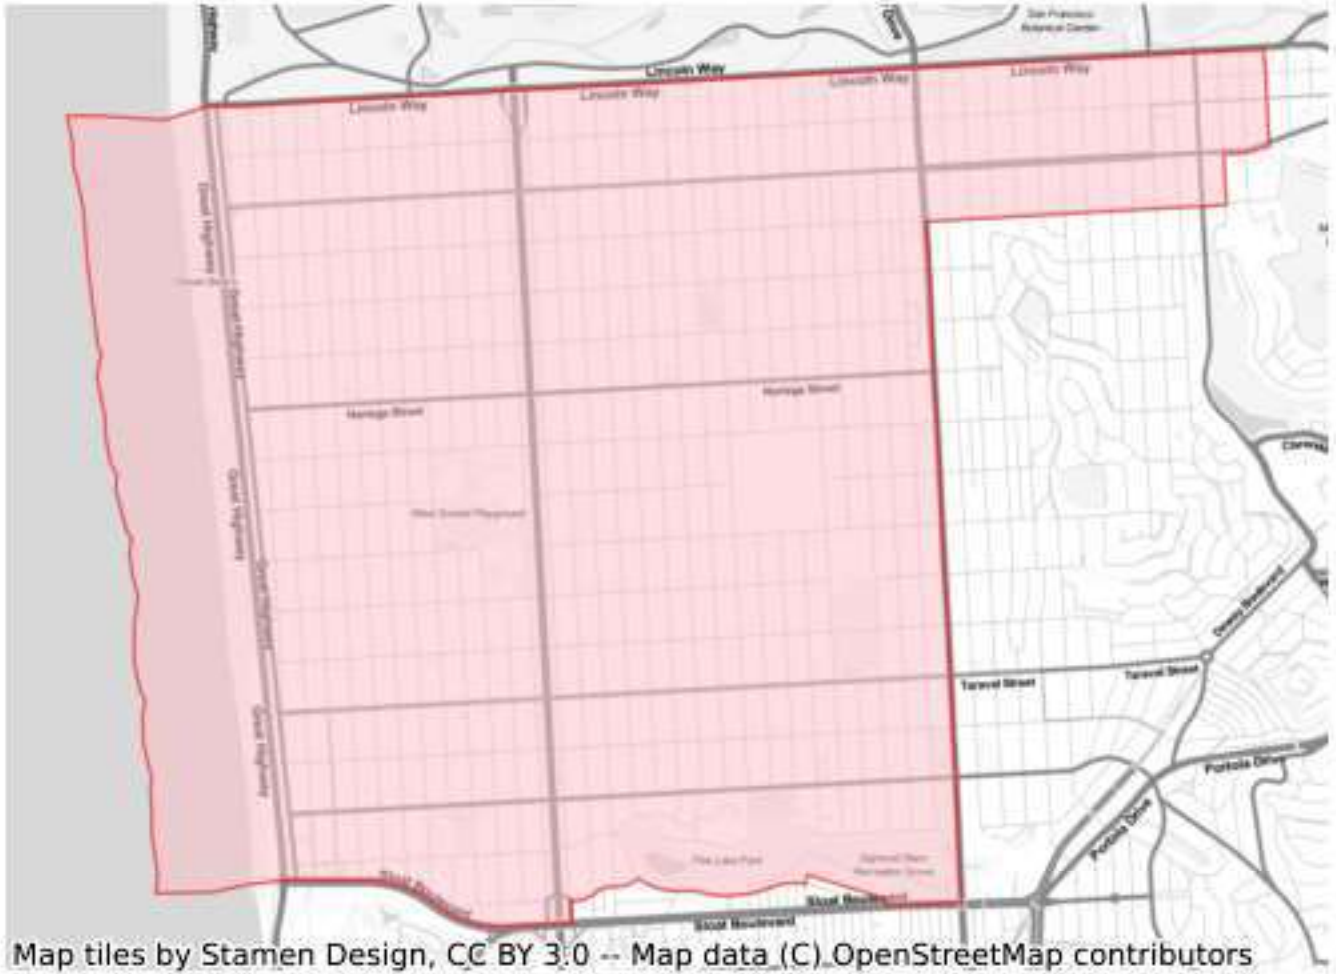 San Francisco
Botanical Garden
Lincoln Way
Lincoln Way
Lincoln Way
Lincoln Way
Lincoln Way
Great Highway
Great Highway
Noriega Street
Noriega Street
Great Highway
West Sunset Playground
Great Highway
Dewey Boulevard
Taraval Street
Taraval Street
Great Highway
Portola Drive
Portola Drive
Pine Lake Park
Sigmund Stern
Recreation Grove
Sloat Boulevard
Sloat Boulevard
Map tiles by Stamen Design, CC BY 3.0 -- Map data (C) OpenStreetMap contributors